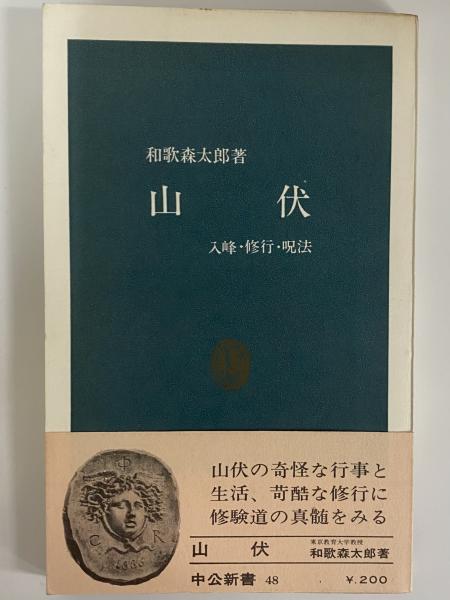 和歌森太郎著
山伏
入峰・修行・呪法
山伏の奇怪な行事と
生活、苛酷な修行に
修験道の真髄をみる
山伏
東京教育大学教授
和歌森太郎著
中公新書 48
¥.200
Φ
C
R
1886